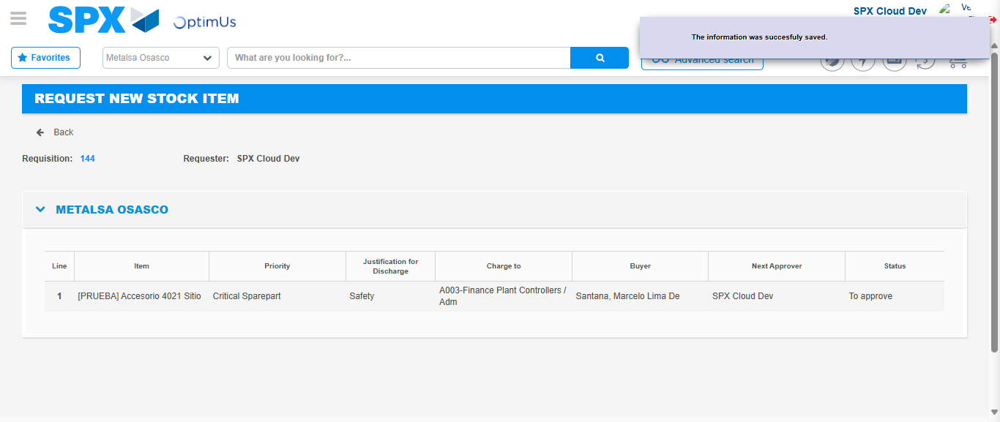 SPX
OptimUs
SPX Cloud Dev
The information was succesfuly saved.
Favorites
Metalsa Osasco
What are you looking for?...
Advanced search
REQUEST NEW STOCK ITEM
Back
Requisition: 144
Requester: SPX Cloud Dev
METALSA OSASCO
Line
Item
Priority
Justification for
Discharge
Charge to
Buyer
Next Approver
Status
1
[PRUEBA] Accesorio 4021 Sitio
Critical Sparepart
Safety
A003-Finance Plant Controllers /
Adm
Santana, Marcelo Lima De
SPX Cloud Dev
To approve